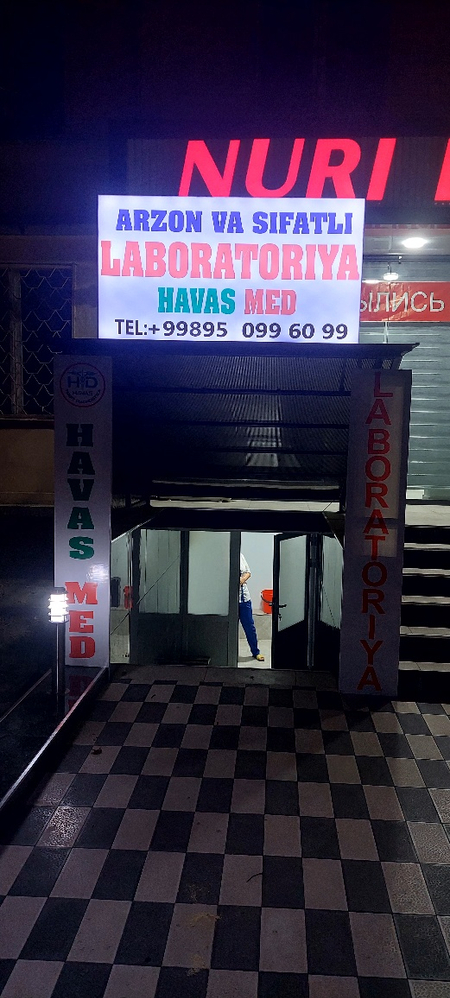 NURI
ARZON VA SIFATLI
LABORATORIYA
HAVAS MED
TEL:+99895 099 60 99
ЫЛИСЬ
HAVAS MED
LABORATORIYA